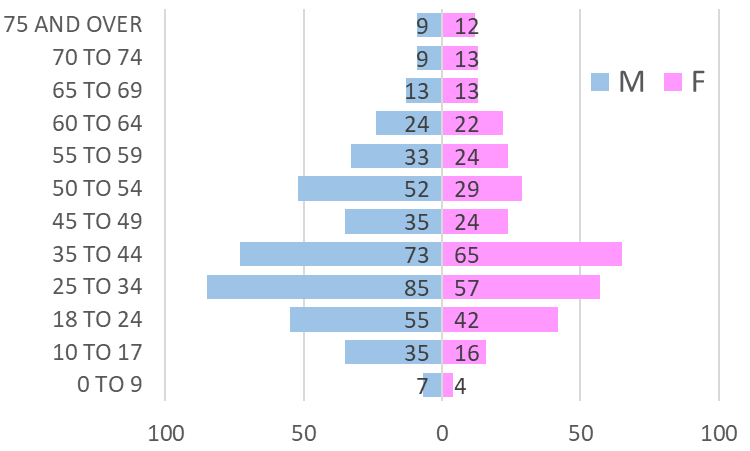 75 AND OVER 9 12
70 TO 74 9 13
65 TO 69 13 13
M F
60 TO 64 24 22
55 TO 59 33 24
50 TO 54 52 29
45 TO 49 35 24
35 TO 44 73 65
25 TO 34 85 57
18 TO 24 55 42
10 TO 17 35 16
0 TO 9 7 4
100 50 0 50 100